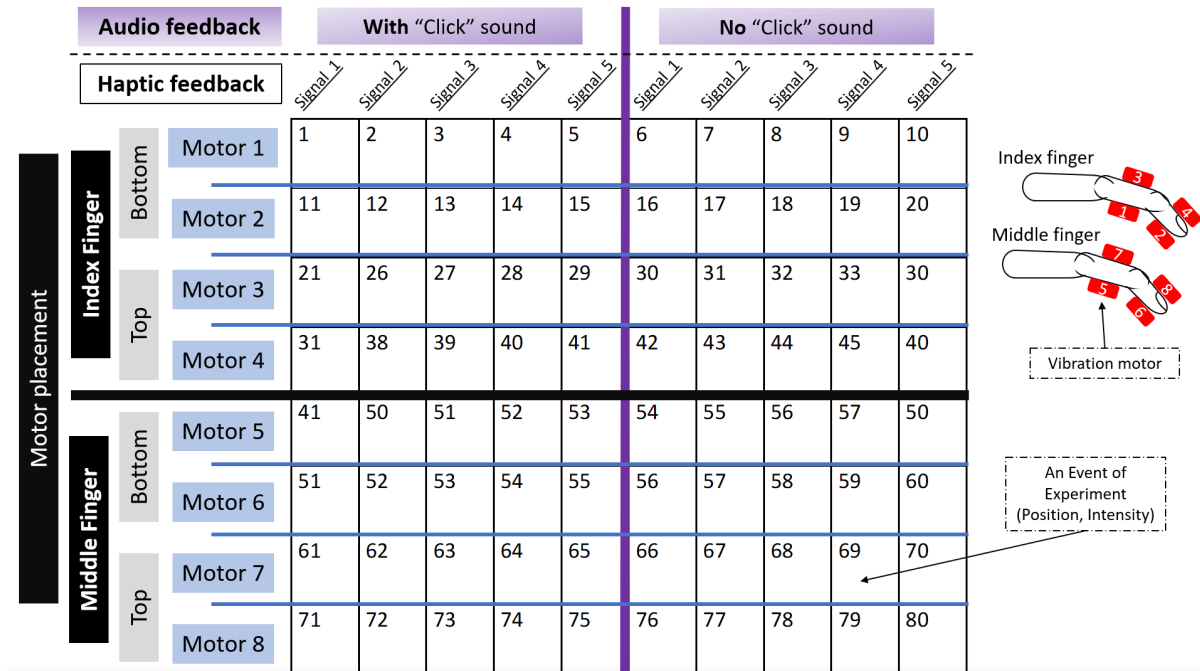 Audio feedback
With “Click” sound
No “Click” sound
Haptic feedback
Signal 1 Signal 2 Signal 3 Signal 4 Signal 5 Signal 1 Signal 2 Signal 3 Signal 4 Signal 5
Motor placement
Index Finger
Bottom
Motor 1 1 2 3 4 5 6 7 8 9 10
Motor 2 11 12 13 14 15 16 17 18 19 20
Top
Motor 3 21 26 27 28 29 30 31 32 33 30
Motor 4 31 38 39 40 41 42 43 44 45 40
Middle Finger
Bottom
Motor 5 41 50 51 52 53 54 55 56 57 50
Motor 6 51 52 53 54 55 56 57 58 59 60
Top
Motor 7 61 62 63 64 65 66 67 68 69 70
Motor 8 71 72 73 74 75 76 77 78 79 80
Index finger
3
1
4
2
Middle finger
7
5
8
6
Vibration motor
An Event of
Experiment
(Position, Intensity)